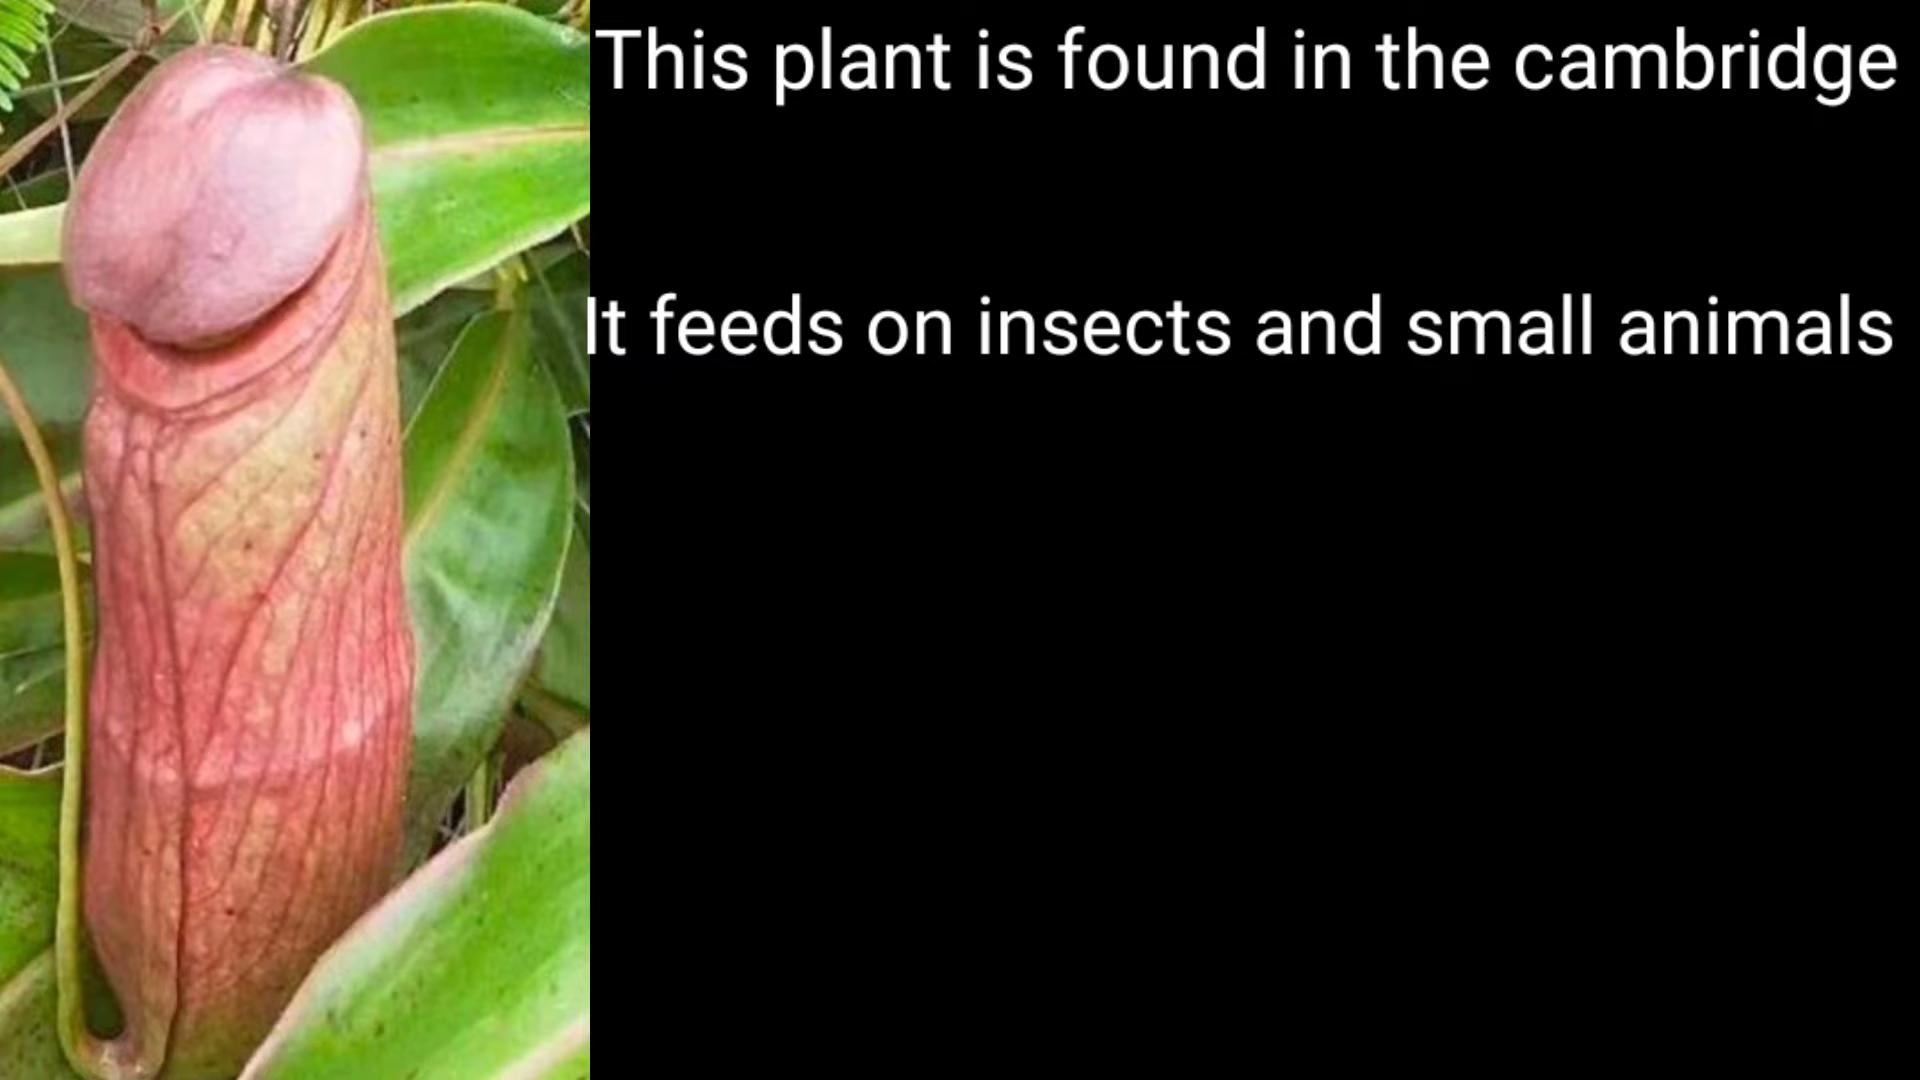 This plant is found in the cambridge
It feeds on insects and small animals